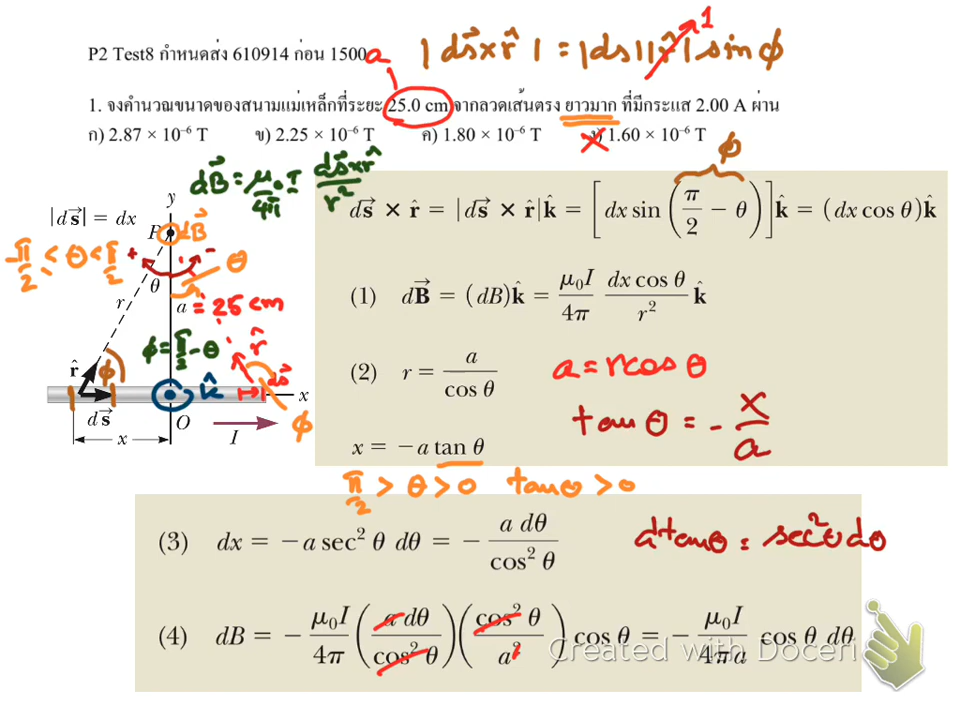 P2 Test8 กำหนดส่ง 610914 ก่อน 1500
a
|ds⃗ x r̂| = |ds||r̂| sin φ
1
1. จงคำนวณขนาดของสนามแม่เหล็กที่ระยะ 25.0 cm จากลวดเส้นตรง ยาวมาก ที่มีกระแส 2.00 A ผ่าน
ก) 2.87 × 10⁻⁶ T ข) 2.25 × 10⁻⁶ T ค) 1.80 × 10⁻⁶ T ง) 1.60 × 10⁻⁶ T
φ
dB⃗ = μ₀I/4π ds⃗ x r̂/r²
|ds⃗| = dx
y
P
dB⃗
-π/2 < θ < π/2
+
-
θ
θ
r
a = 25 cm
φ = π/2 - θ
r̂
r̂
φ
ds⃗
k̂
ds⃗
O
x
x
I
φ
ds⃗ × r̂ = |ds⃗ × r̂|k̂ = [dx sin(π/2 − θ)]k̂ = (dx cos θ)k̂
(1) dB⃗ = (dB)k̂ = μ₀I/4π dx cos θ/r² k̂
(2) r = a/cos θ
a = r cos θ
tan θ = - x/a
x = −a tan θ
π/2 > θ > 0 tan θ > 0
(3) dx = −a sec² θ dθ = − a dθ/cos² θ
d tan θ = sec² θ dθ
(4) dB = − μ₀I/4π (a dθ/cos² θ)(cos² θ/a²) cos θ = − μ₀I/4πa cos θ dθ
Created with Doceri